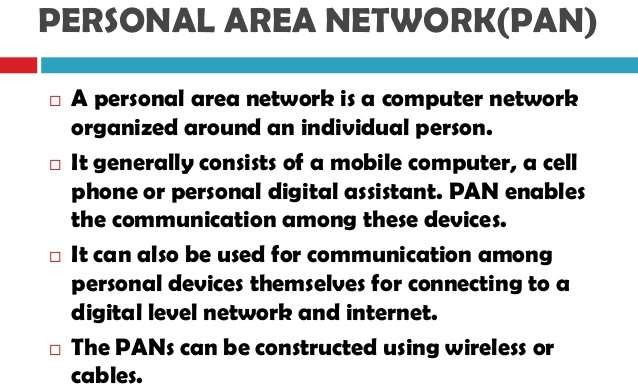 PERSONAL AREA NETWORK(PAN)
A personal area network is a computer network
organized around an individual person.
It generally consists of a mobile computer, a cell
phone or personal digital assistant. PAN enables
the communication among these devices.
It can also be used for communication among
personal devices themselves for connecting to a
digital level network and internet.
The PANs can be constructed using wireless or
cables.